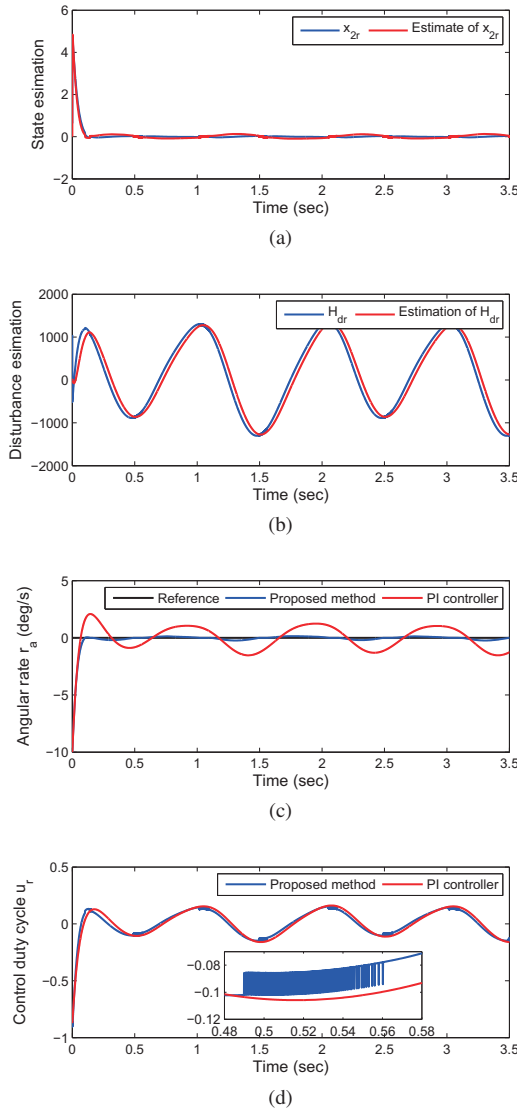 x2r Estimate of x2r
State esimation
6
4
2
0
−2
0 0.5 1 1.5 2 2.5 3 3.5
Time (sec)
(a)
Hdr Estimation of Hdr
Disturbance esimation
2000
1000
0
−1000
−2000
0 0.5 1 1.5 2 2.5 3 3.5
Time (sec)
(b)
Reference Proposed method PI controller
Angular rate ra (deg/s)
5
0
−5
−10
0 0.5 1 1.5 2 2.5 3 3.5
Time (sec)
(c)
Proposed method PI controller
Control duty cycle ur
0.5
0
−0.5
−1
−0.08
−0.1
−0.12
0.48 0.5 0.52 0.54 0.56 0.58
0 0.5 1 1.5 2 2.5 3 3.5
Time (sec)
(d)